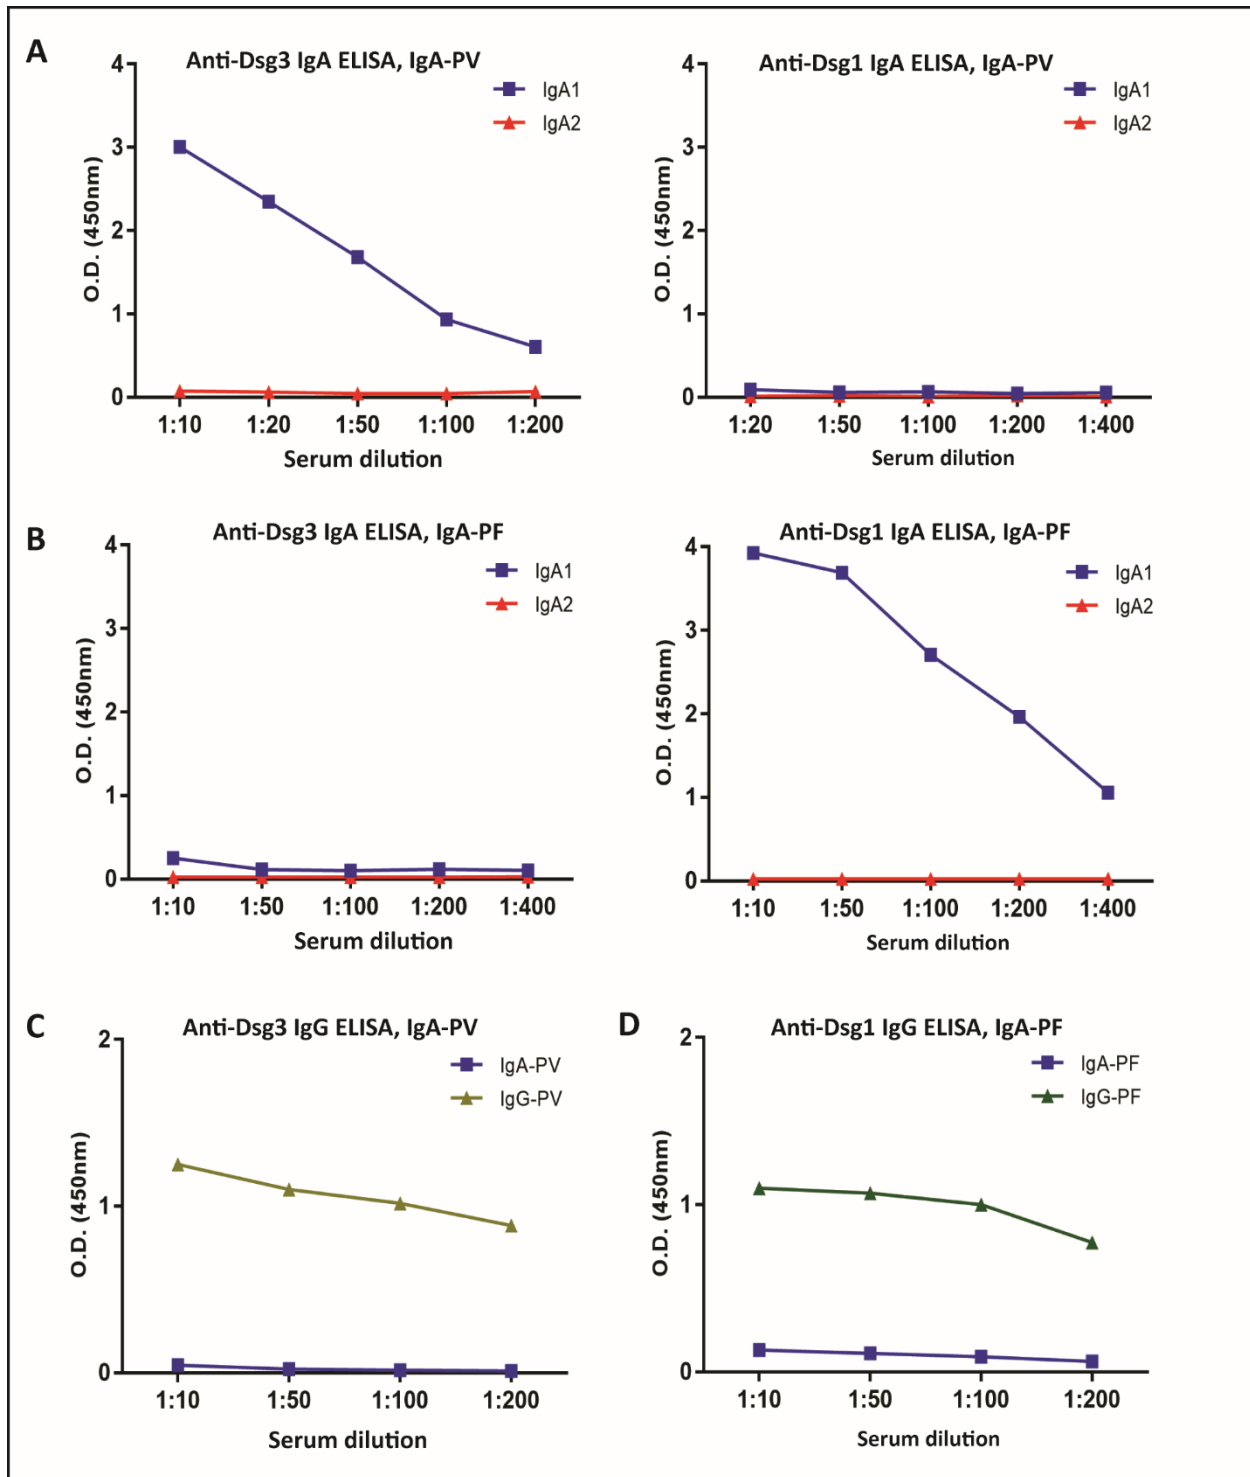 A
Anti-Dsg3 IgA ELISA, IgA-PV
IgA1
IgA2
O.D. (450nm)
4
3
2
1
0
1:10 1:20 1:50 1:100 1:200
Serum dilution
Anti-Dsg1 IgA ELISA, IgA-PV
IgA1
IgA2
O.D. (450nm)
4
3
2
1
0
1:20 1:50 1:100 1:200 1:400
Serum dilution
B
Anti-Dsg3 IgA ELISA, IgA-PF
IgA1
IgA2
O.D. (450nm)
4
3
2
1
0
1:10 1:50 1:100 1:200 1:400
Serum dilution
Anti-Dsg1 IgA ELISA, IgA-PF
IgA1
IgA2
O.D. (450nm)
4
3
2
1
0
1:10 1:50 1:100 1:200 1:400
Serum dilution
C
Anti-Dsg3 IgG ELISA, IgA-PV
IgA-PV
IgG-PV
O.D. (450nm)
2
1
0
1:10 1:50 1:100 1:200
Serum dilution
D
Anti-Dsg1 IgG ELISA, IgA-PF
IgA-PF
IgG-PF
O.D. (450nm)
2
1
0
1:10 1:50 1:100 1:200
Serum dilution